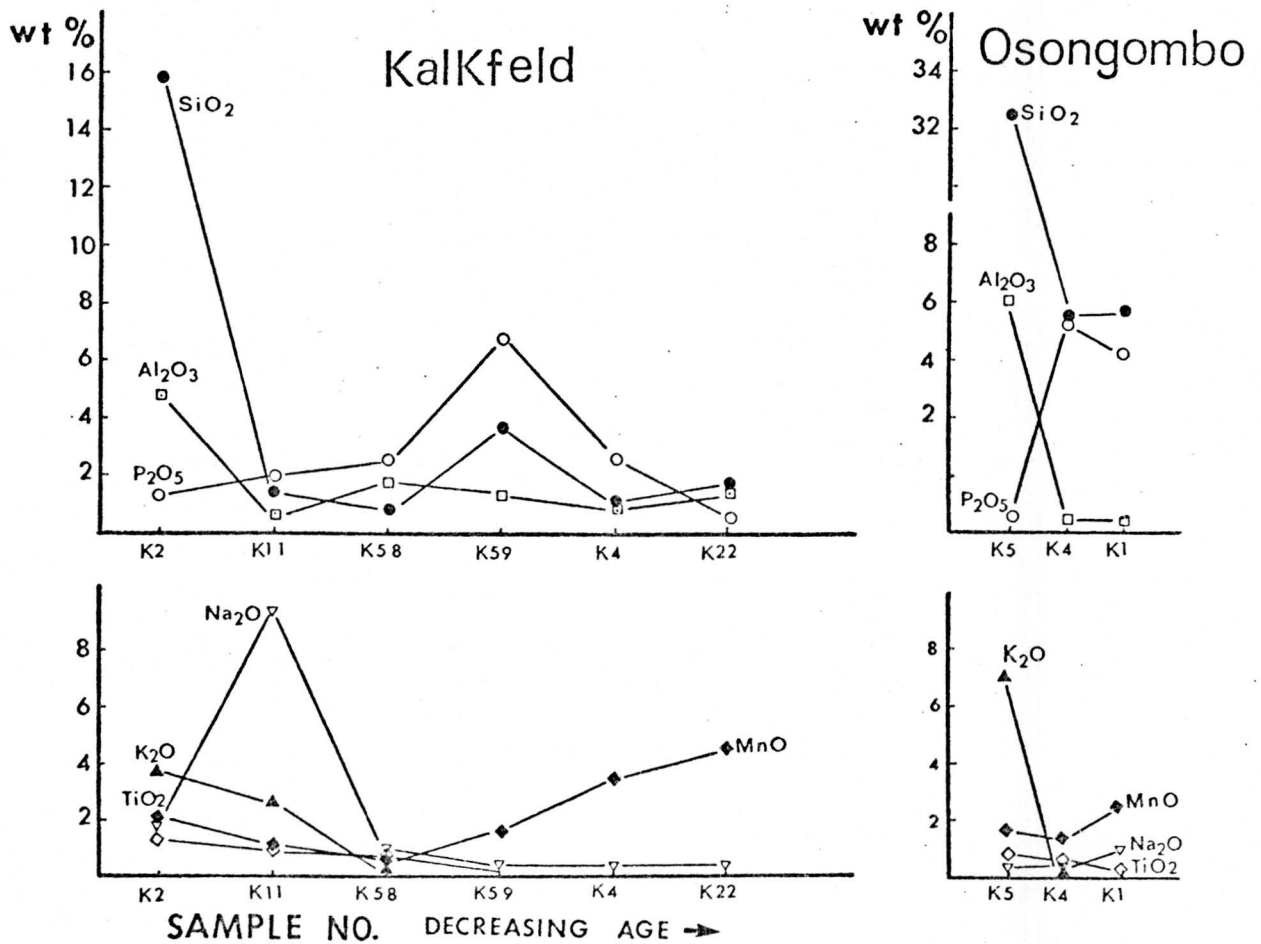 wt %
KalKfeld
16
SiO2
14
12
10
8
6
Al2O3
4
P2O5
2
K2 K11 K58 K59 K4 K22
wt %
Osongombo
34
SiO2
32
8
Al2O3
6
4
2
P2O5
K5 K4 K1
Na2O
8
6
4
K2O
MnO
TiO2
2
K2 K11 K58 K59 K4 K22
SAMPLE NO. DECREASING AGE →
8
K2O
6
4
MnO
2
Na2O
TiO2
K5 K4 K1